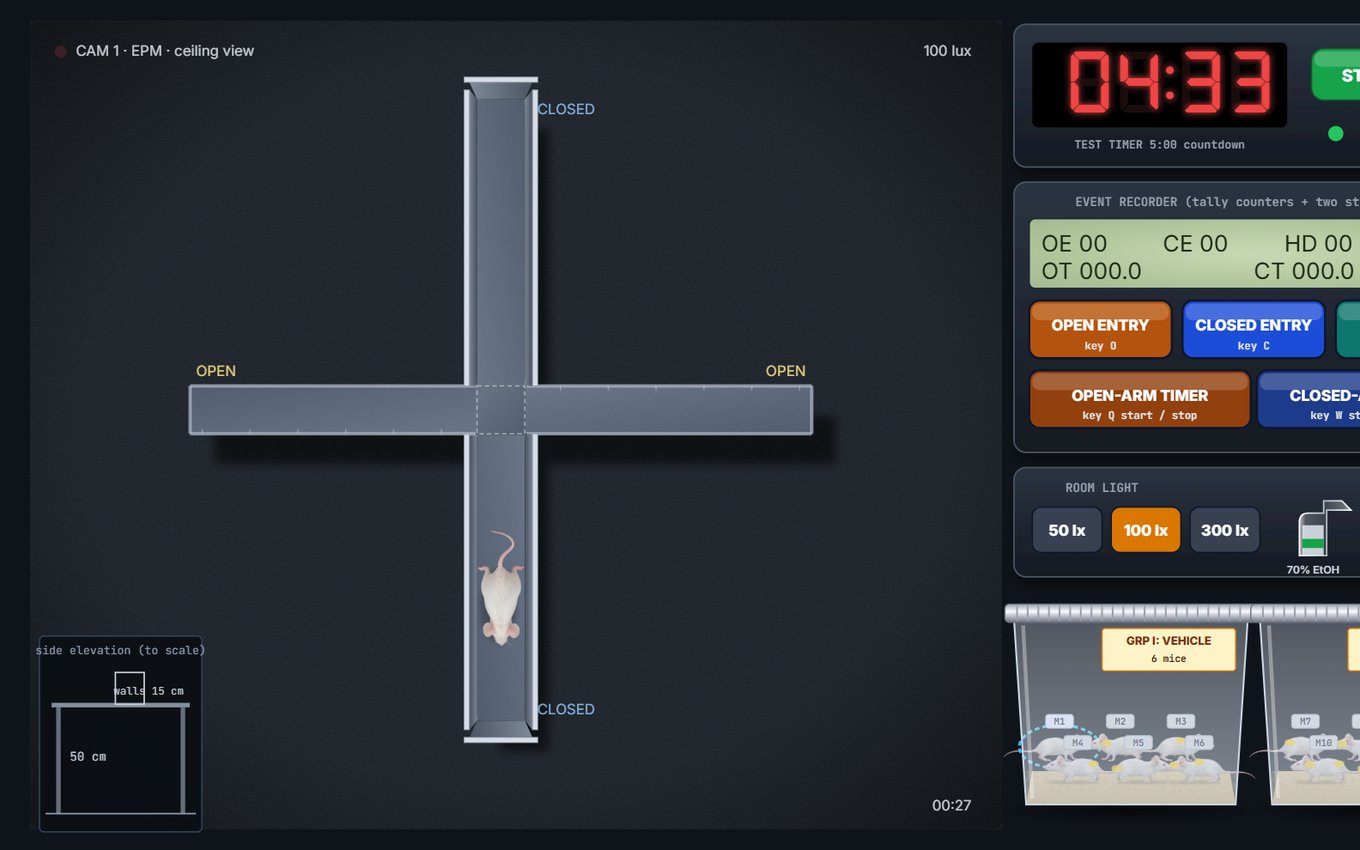 CAM 1 · EPM · ceiling view
100 lux
CLOSED
OPEN
OPEN
CLOSED
side elevation (to scale)
walls 15 cm
50 cm
00:27
04:33
ST
TEST TIMER 5:00 countdown
EVENT RECORDER (tally counters + two st
OE 00 CE 00 HD 00
OT 000.0 CT 000.0
OPEN ENTRY
key O
CLOSED ENTRY
key C
OPEN-ARM TIMER
key Q start / stop
CLOSED-A
key W st
ROOM LIGHT
50 lx
100 lx
300 lx
70% EtOH
GRP I: VEHICLE
6 mice
M1 M2 M3
M4 M5 M6
M7
M10